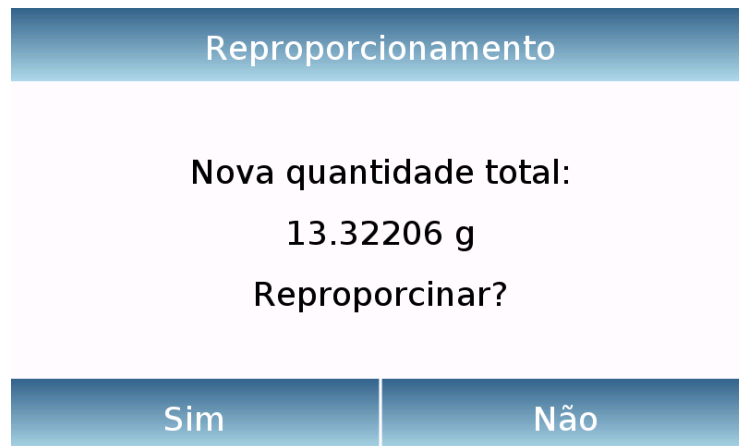 Reproporcionamento
Nova quantidade total:
13.32206 g
Reproporcinar?
Sim
Não